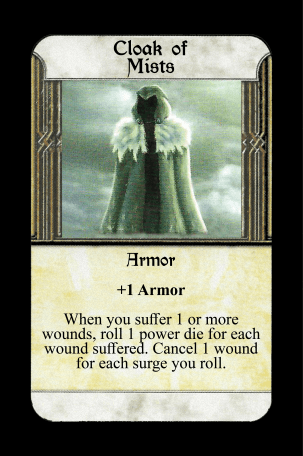 Cloak of
Mists
Armor
+1 Armor
When you suffer 1 or more
wounds, roll 1 power die for each
wound suffered. Cancel 1 wound
for each surge you roll.